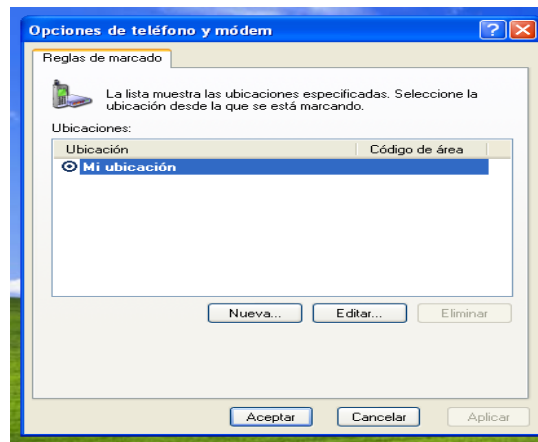 Opciones de teléfono y módem
Reglas de marcado
La lista muestra las ubicaciones especificadas. Seleccione la
ubicación desde la que se está marcando.
Ubicaciones:
Ubicación Código de área
Mi ubicación
Nueva... Editar... Eliminar
Aceptar Cancelar Aplicar